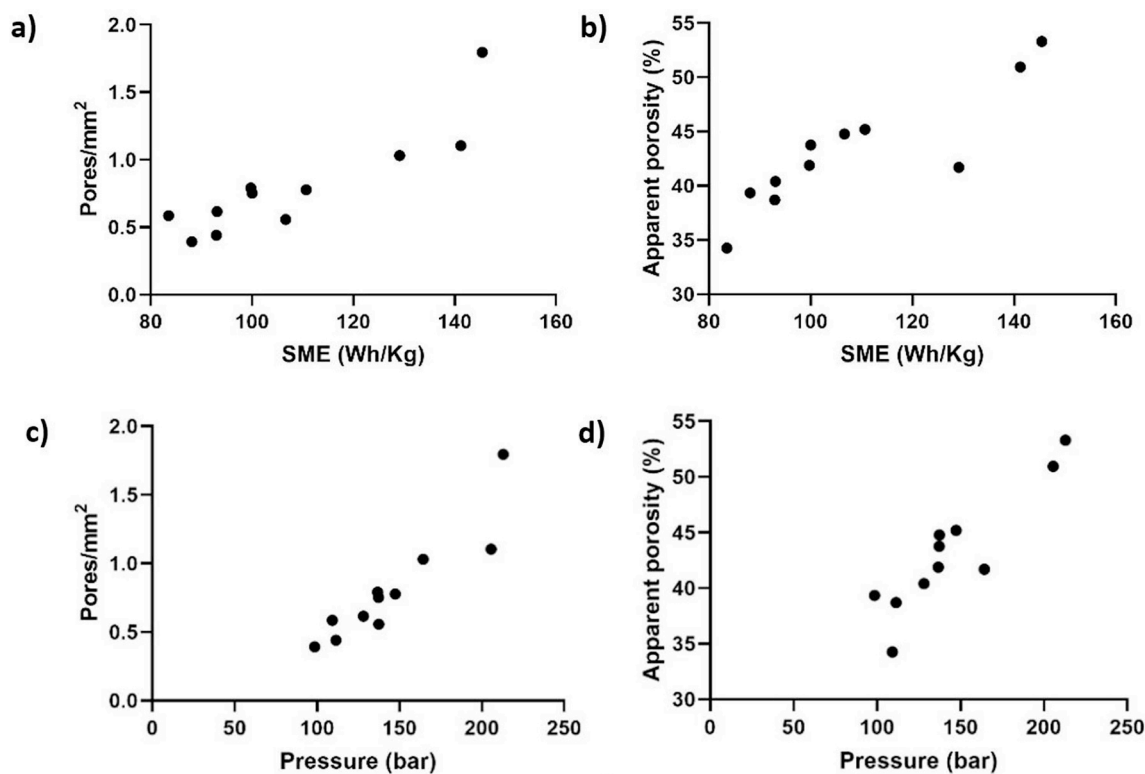 a)
2.0
1.5
1.0
0.5
0.0
Pores/mm²
80 100 120 140 160
SME (Wh/Kg)
b)
55
50
45
40
35
30
Apparent porosity (%)
80 100 120 140 160
SME (Wh/Kg)
c)
2.0
1.5
1.0
0.5
0.0
Pores/mm²
0 50 100 150 200 250
Pressure (bar)
d)
55
50
45
40
35
30
Apparent porosity (%)
0 50 100 150 200 250
Pressure (bar)